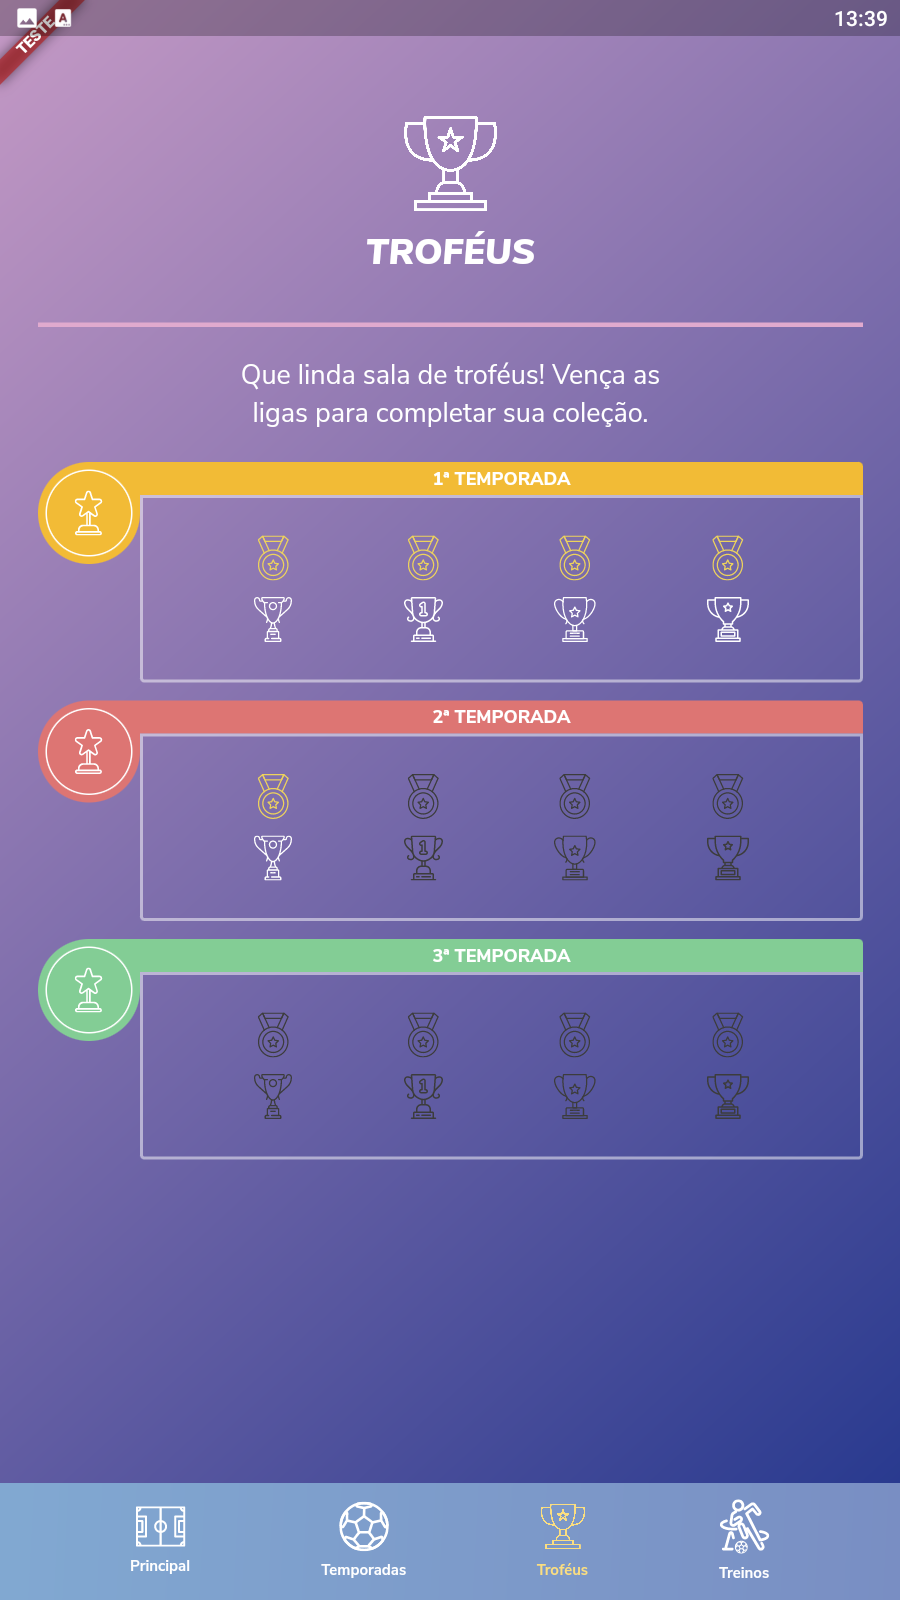 13:39
TESTE
A
TROFÉUS
Que linda sala de troféus! Vença as
ligas para completar sua coleção.
1ª TEMPORADA
1
2ª TEMPORADA
1
3ª TEMPORADA
1
Principal
Temporadas
Troféus
Treinos